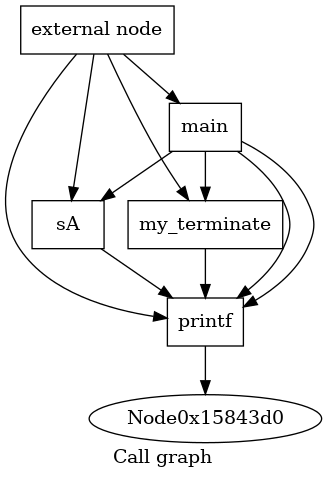 external node
main
sA
my_terminate
printf
Node0x15843d0
Call graph